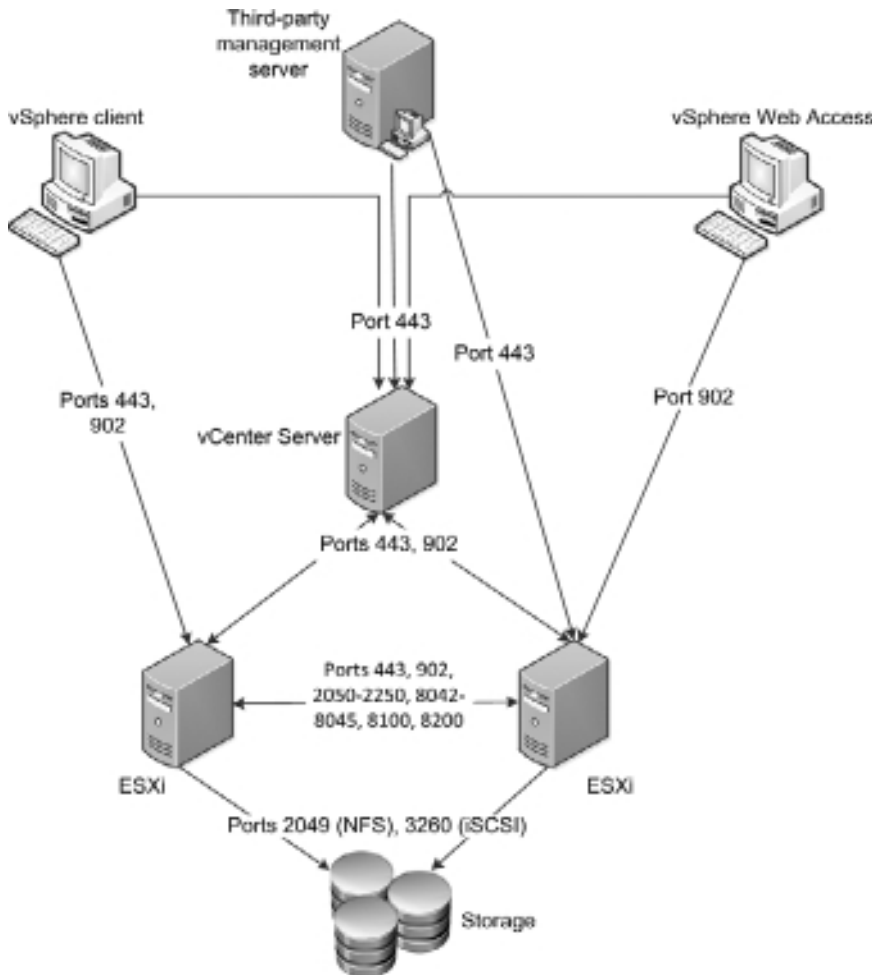 Third-party
management
server
vSphere client
vSphere Web Access
Port 443
Port 443
Ports 443,
902
Port 902
vCenter Server
Ports 443, 902
Ports 443, 902,
2050-2250, 8042-
8045, 8100, 8200
ESXi
ESXi
Ports 2049 (NFS), 3260 (iSCSI)
Storage